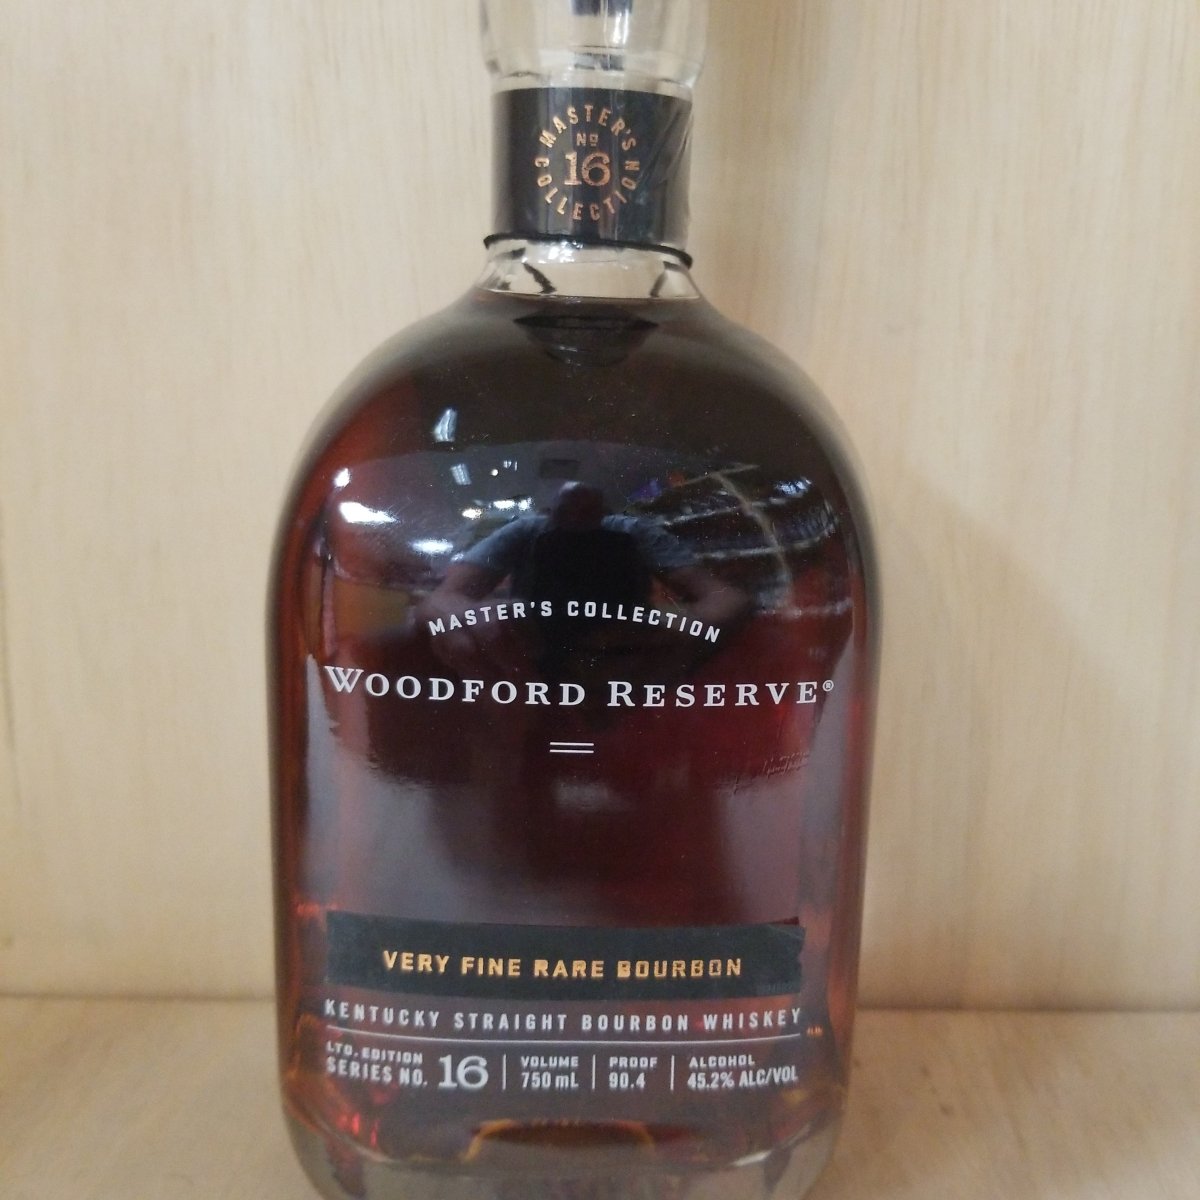 MASTER'S
COLLECTION
Nº
16
MASTER'S COLLECTION
WOODFORD RESERVE®
VERY FINE RARE BOURBON
KENTUCKY STRAIGHT BOURBON WHISKEY
LTD. EDITION
SERIES NO. 16
VOLUME
750 mL
PROOF
90.4
ALCOHOL
45.2% ALC/VOL